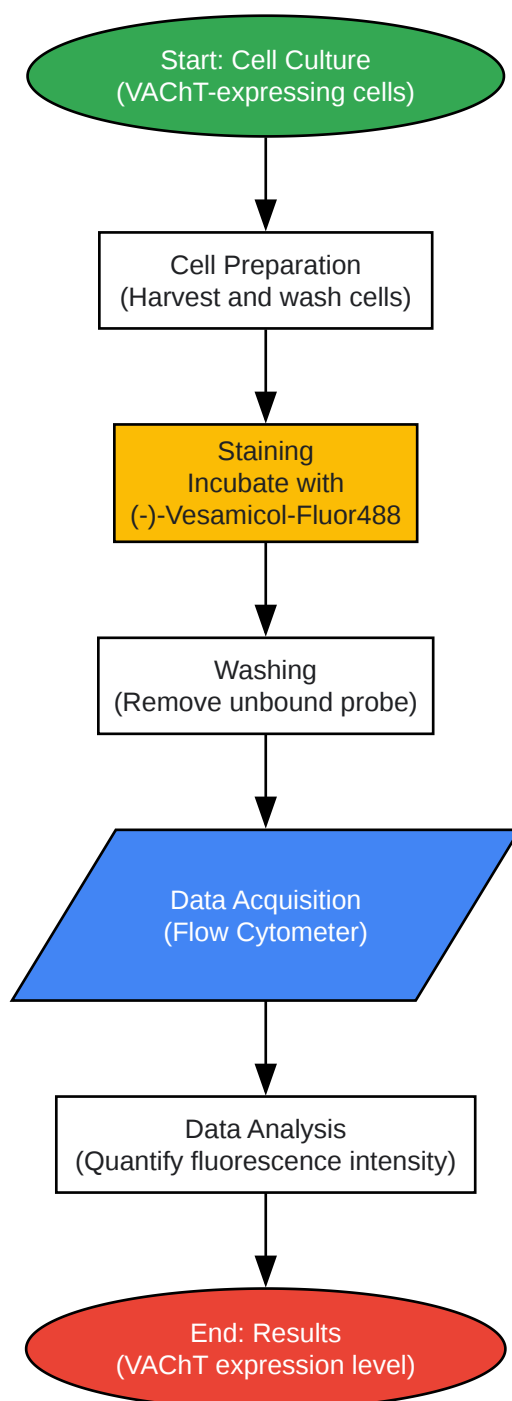 Start: Cell Culture
(VAChT-expressing cells)
Cell Preparation
(Harvest and wash cells)
Staining
Incubate with
(-)-Vesamicol-Fluor488
Washing
(Remove unbound probe)
Data Acquisition
(Flow Cytometer)
Data Analysis
(Quantify fluorescence intensity)
End: Results
(VAChT expression level)